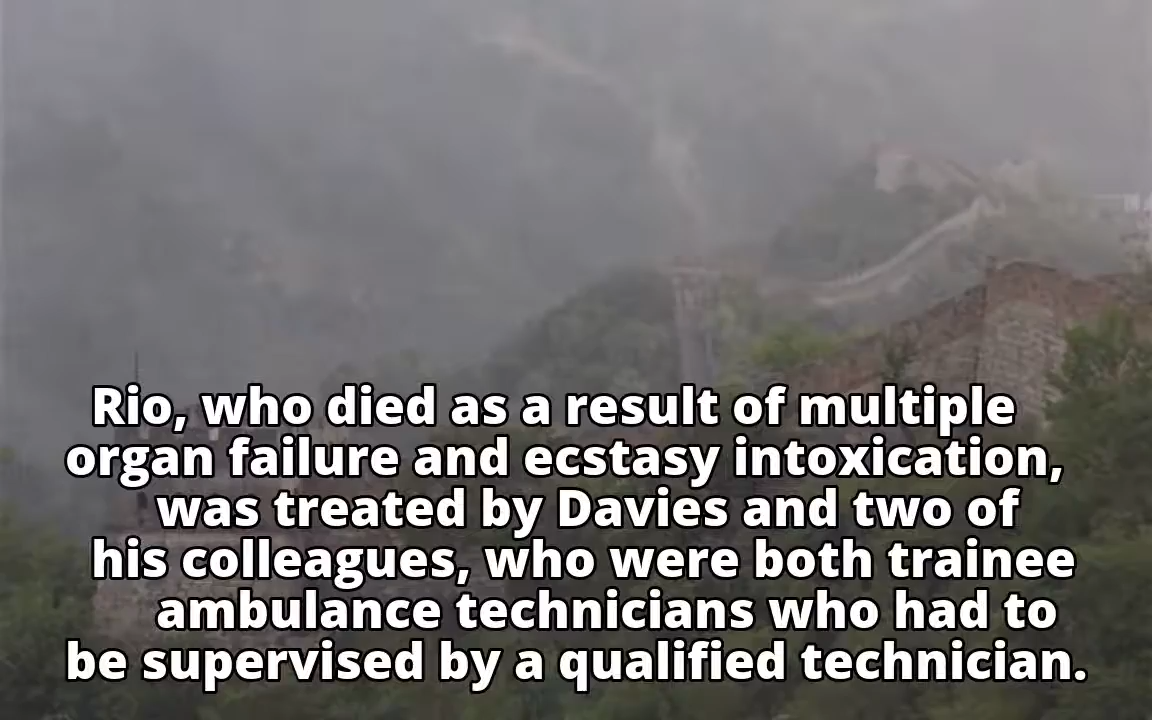 Rio, who died as a result of multiple
organ failure and ecstasy intoxication,
was treated by Davies and two of
his colleagues, who were both trainee
ambulance technicians who had to
be supervised by a qualified technician.